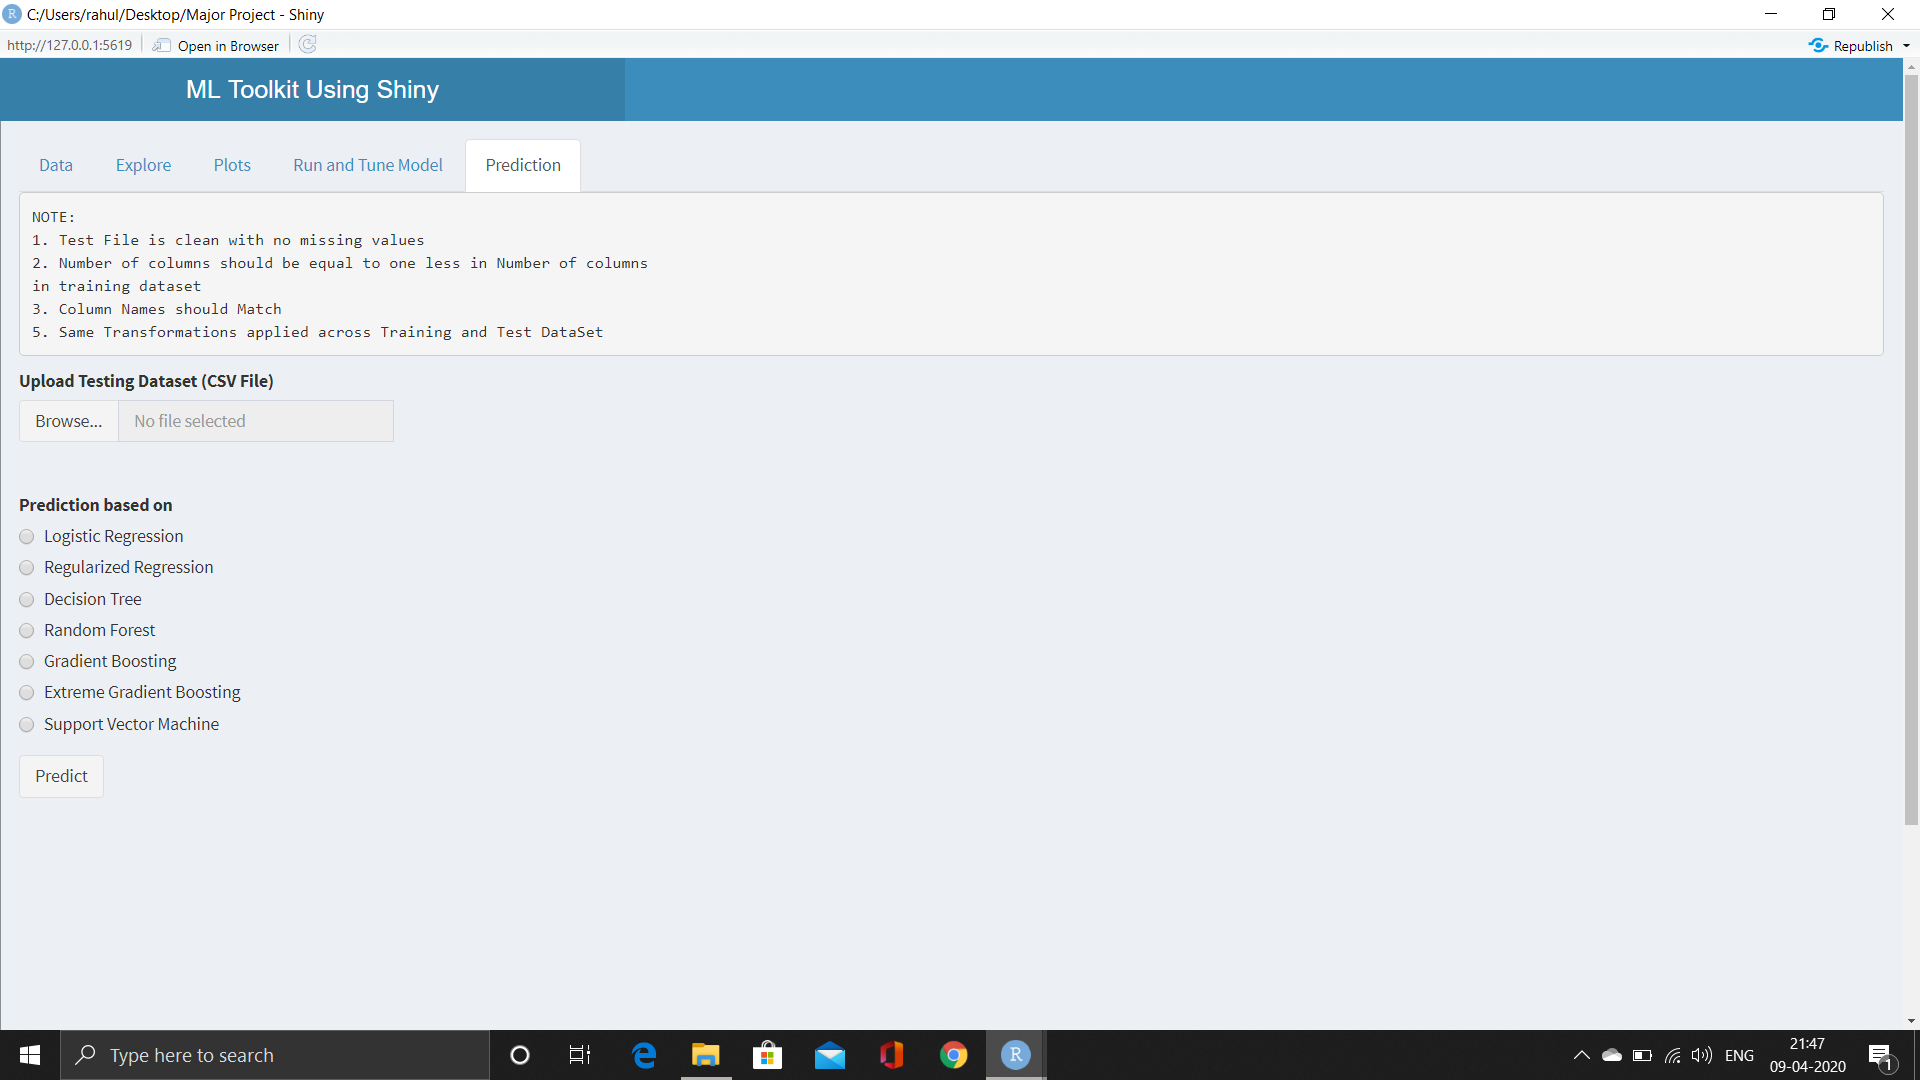 R C:/Users/rahul/Desktop/Major Project - Shiny
http://127.0.0.1:5619 Open in Browser Republish
ML Toolkit Using Shiny
Data Explore Plots Run and Tune Model Prediction
NOTE:
1. Test File is clean with no missing values
2. Number of columns should be equal to one less in Number of columns
in training dataset
3. Column Names should Match
5. Same Transformations applied across Training and Test DataSet
Upload Testing Dataset (CSV File)
Browse... No file selected
Prediction based on
Logistic Regression
Regularized Regression
Decision Tree
Random Forest
Gradient Boosting
Extreme Gradient Boosting
Support Vector Machine
Predict
Type here to search R ENG 21:47
09-04-2020 1